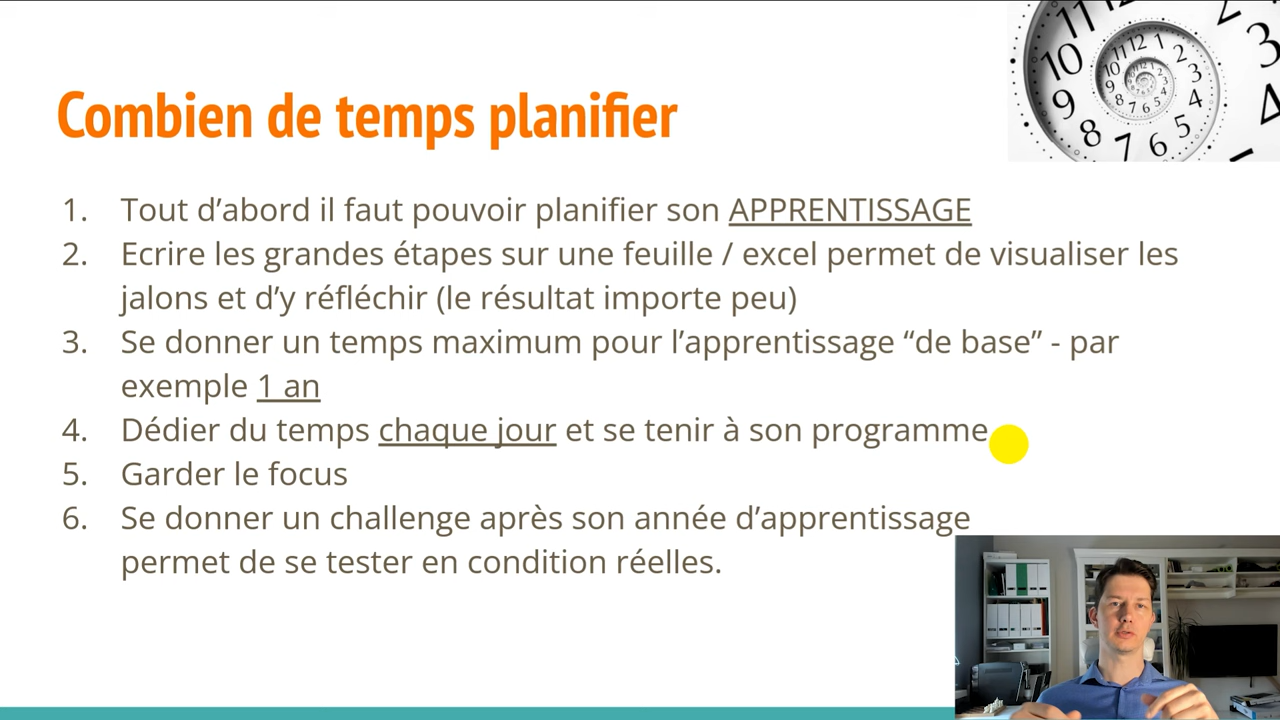 Combien de temps planifier
1. Tout d’abord il faut pouvoir planifier son APPRENTISSAGE
2. Ecrire les grandes étapes sur une feuille / excel permet de visualiser les
jalons et d’y réfléchir (le résultat importe peu)
3. Se donner un temps maximum pour l’apprentissage “de base” - par
exemple 1 an
4. Dédier du temps chaque jour et se tenir à son programme
5. Garder le focus
6. Se donner un challenge après son année d’apprentissage
permet de se tester en condition réelles.